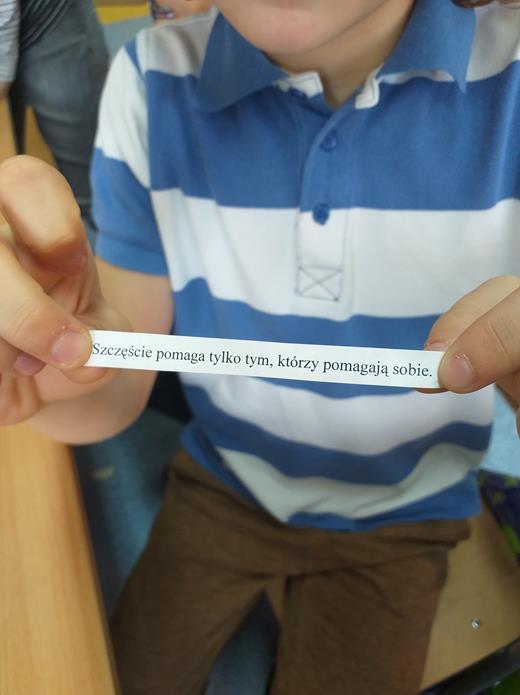 Szczęście pomaga tylko tym, którzy pomagają sobie.